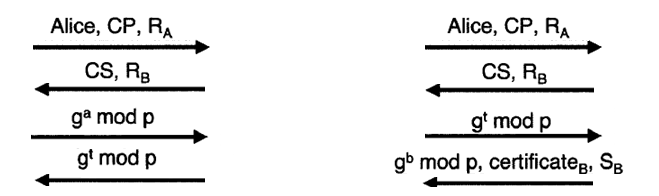 Alice, CP, R_A
CS, R_B
g^a mod p
g^t mod p
Alice, CP, R_A
CS, R_B
g^t mod p
g^b mod p, certificate_B, S_B